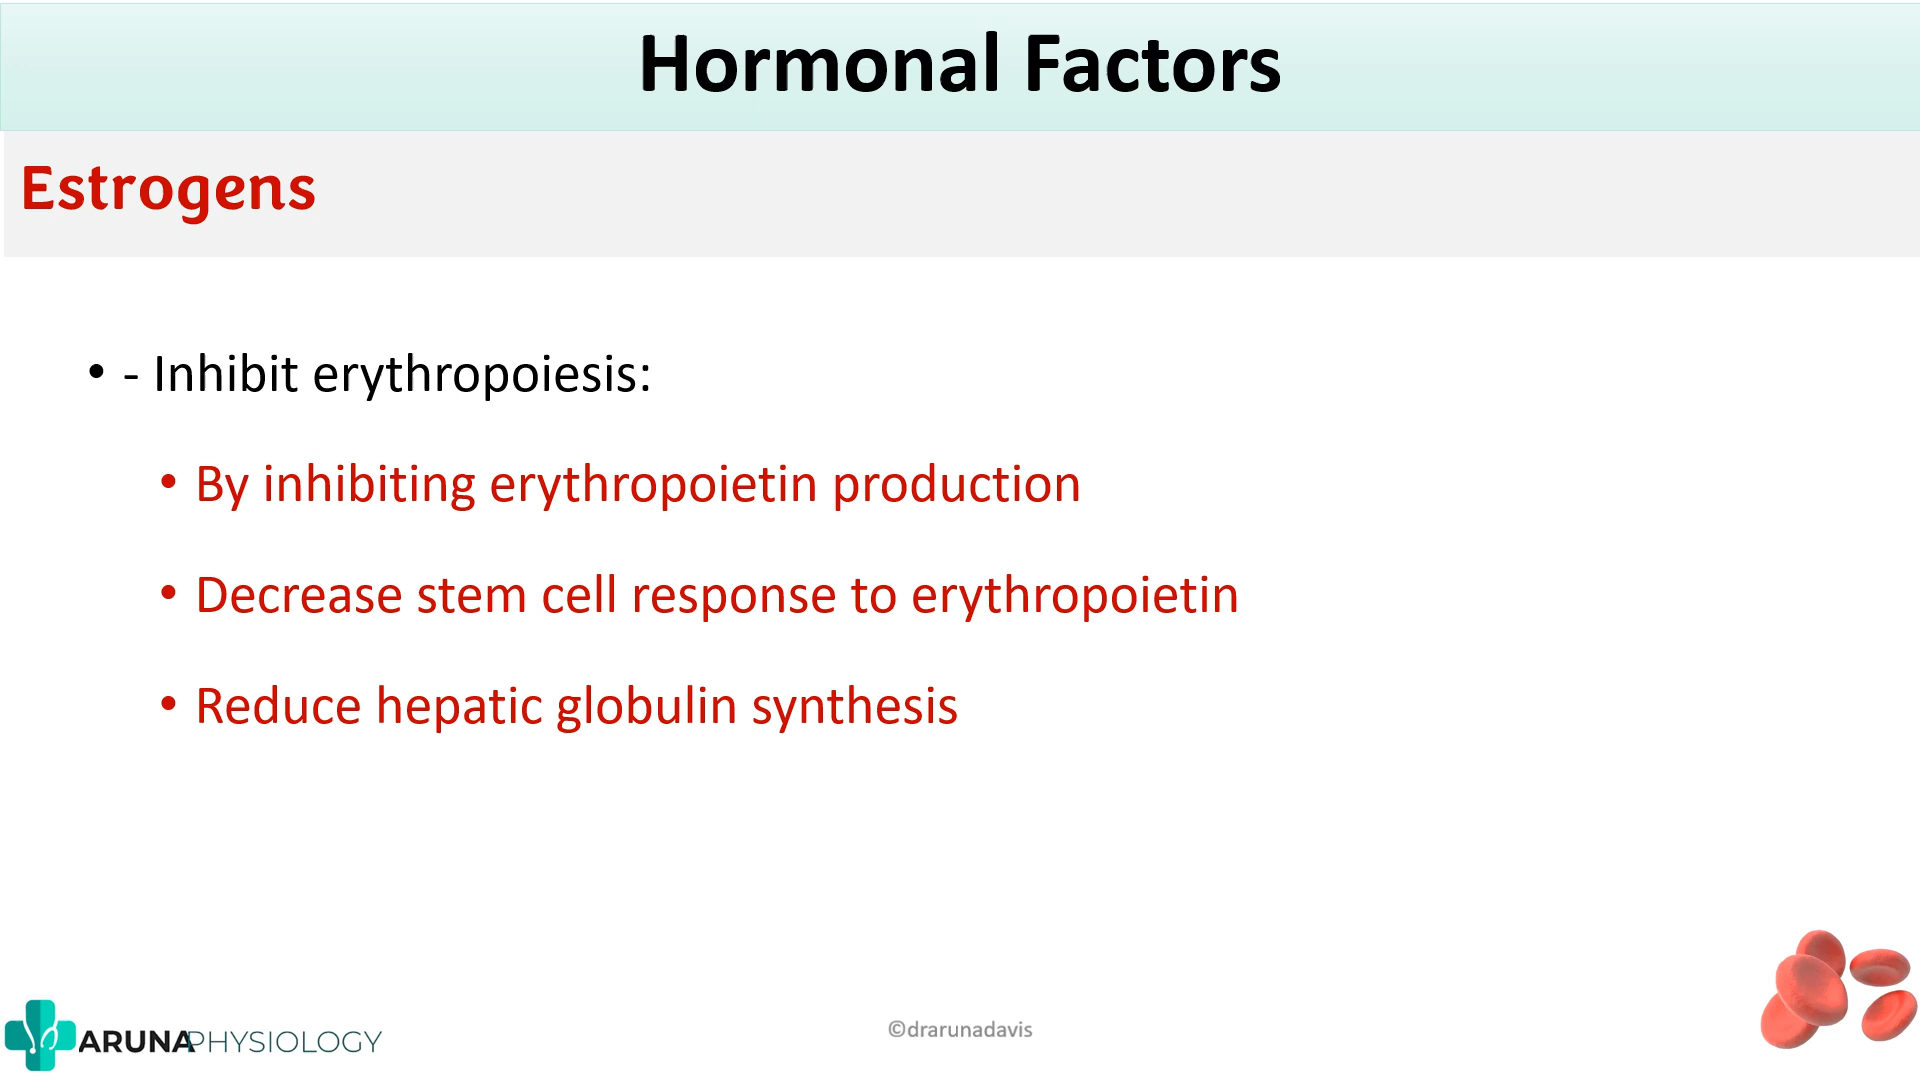 Hormonal Factors
Estrogens
• - Inhibit erythropoiesis:
• By inhibiting erythropoietin production
• Decrease stem cell response to erythropoietin
• Reduce hepatic globulin synthesis
ARUNAPHYSIOLOGY
©drarunadavis